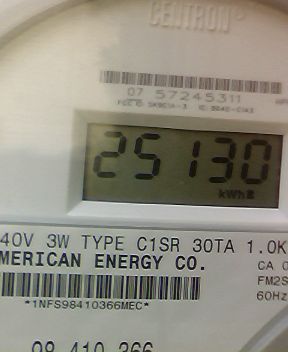 CENTRON
07 57245311
25130
kWh
40V 3W TYPE C1SR 30TA 1.0K
MERICAN ENERGY CO.
CA 0
FM2S
60Hz
*1NFS98410366MEC*
98 410 366